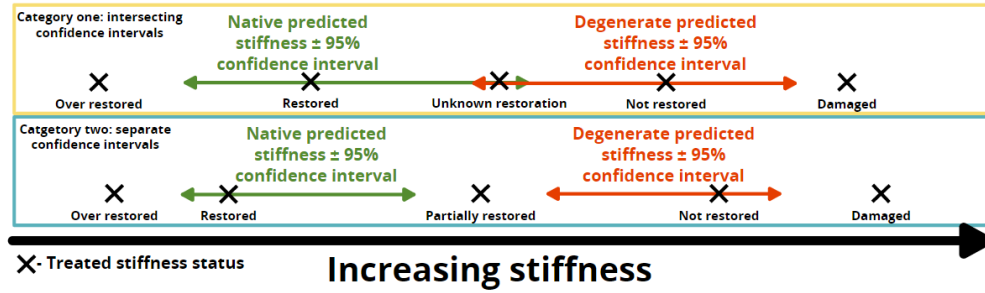 Category one: intersecting
confidence intervals
Native predicted
stiffness ± 95%
confidence interval
Degenerate predicted
stiffness ± 95%
confidence interval
Over restored
Restored
Unknown restoration
Not restored
Damaged
Catgetory two: separate
confidence intervals
Native predicted
stiffness ± 95%
confidence interval
Degenerate predicted
stiffness ± 95%
confidence interval
Over restored
Restored
Partially restored
Not restored
Damaged
X- Treated stiffness status
Increasing stiffness